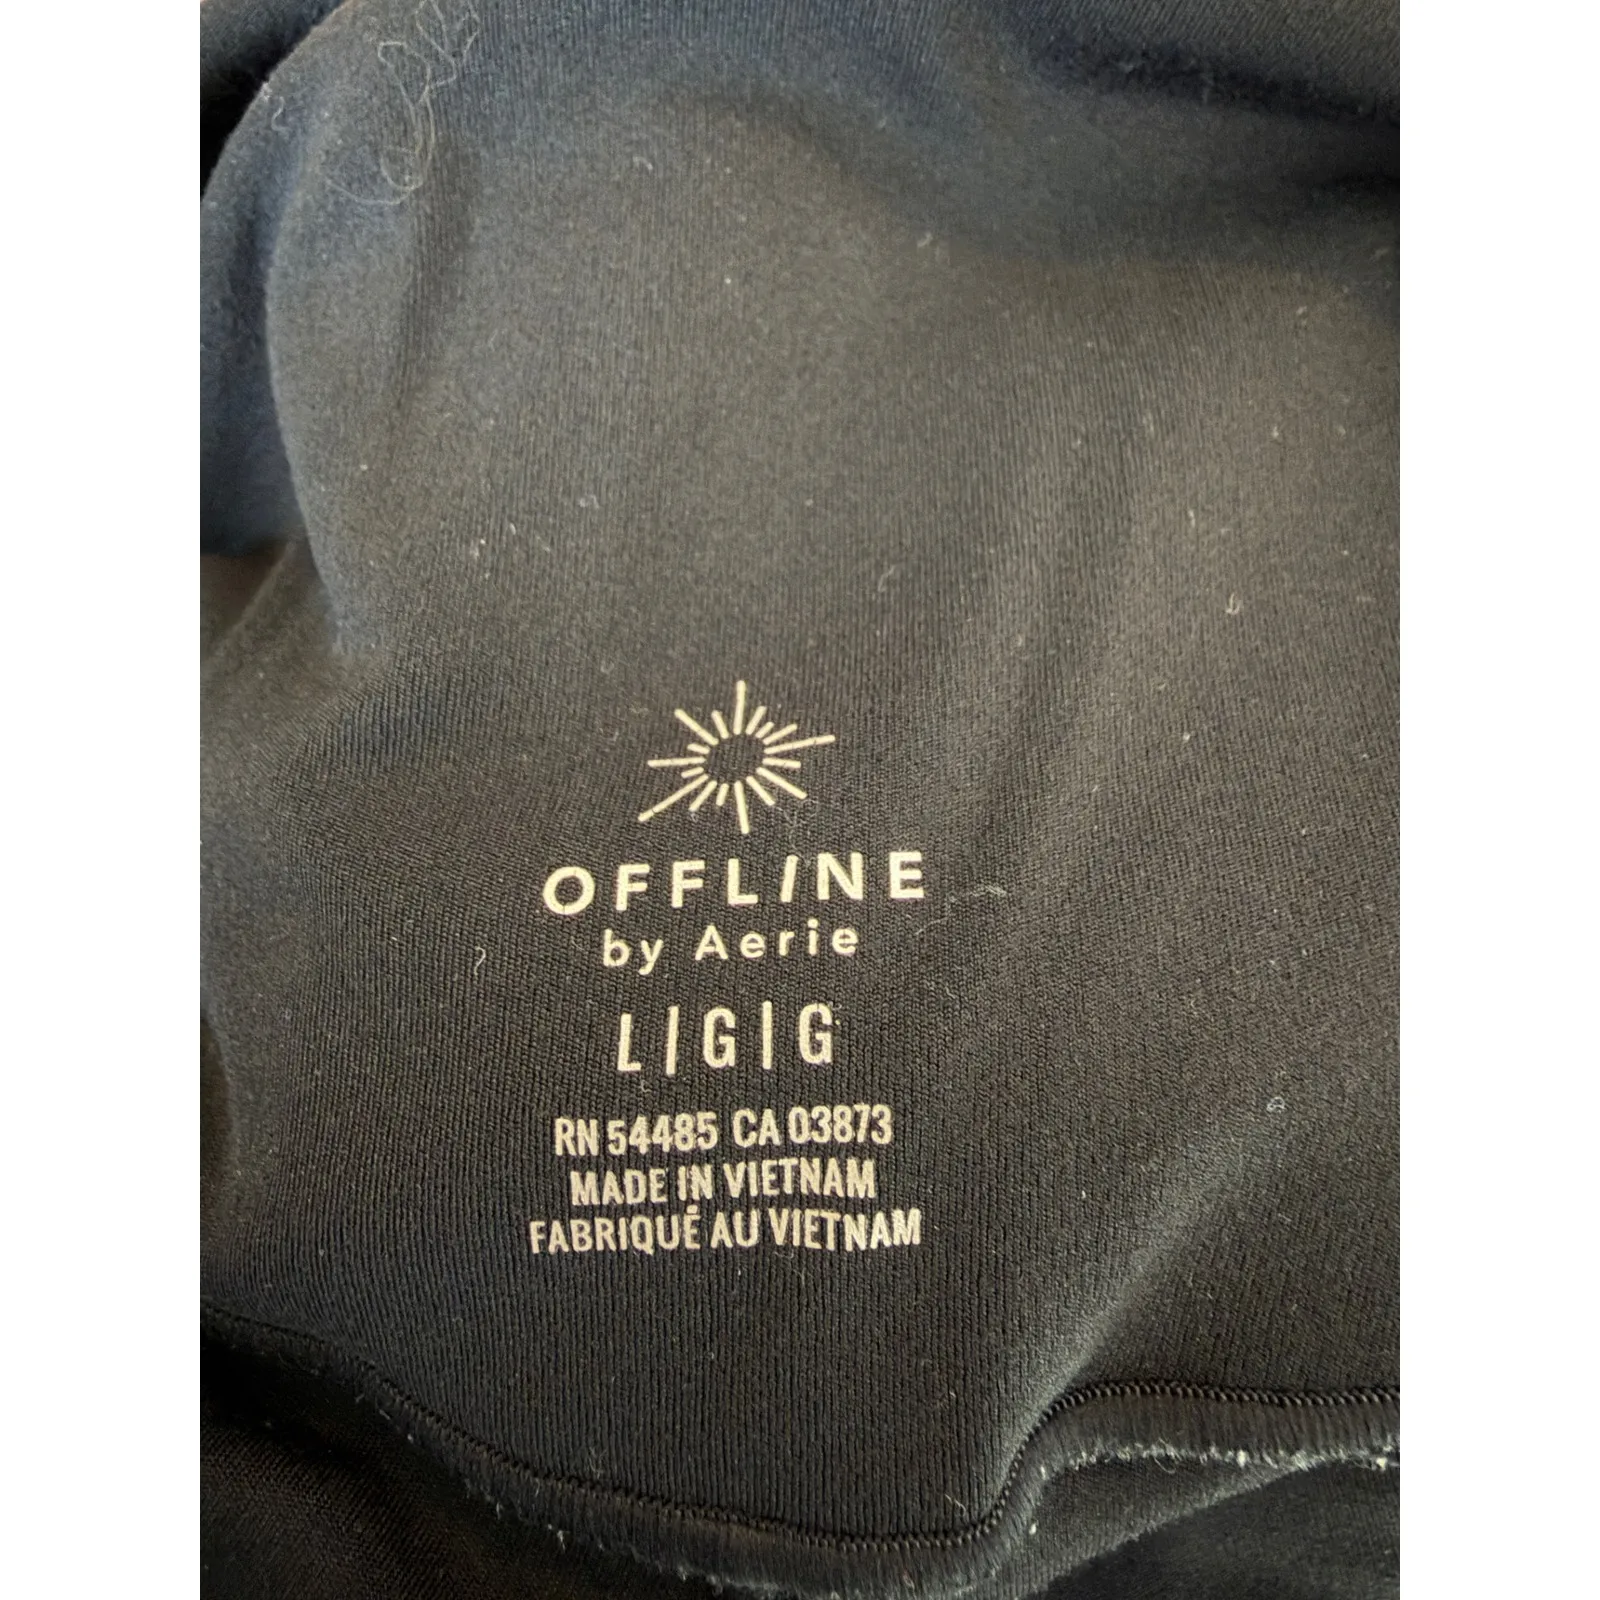 OFFLINE
by Aerie
L|G|G
RN 54485 CA 03873
MADE IN VIETNAM
FABRIQUÉ AU VIETNAM